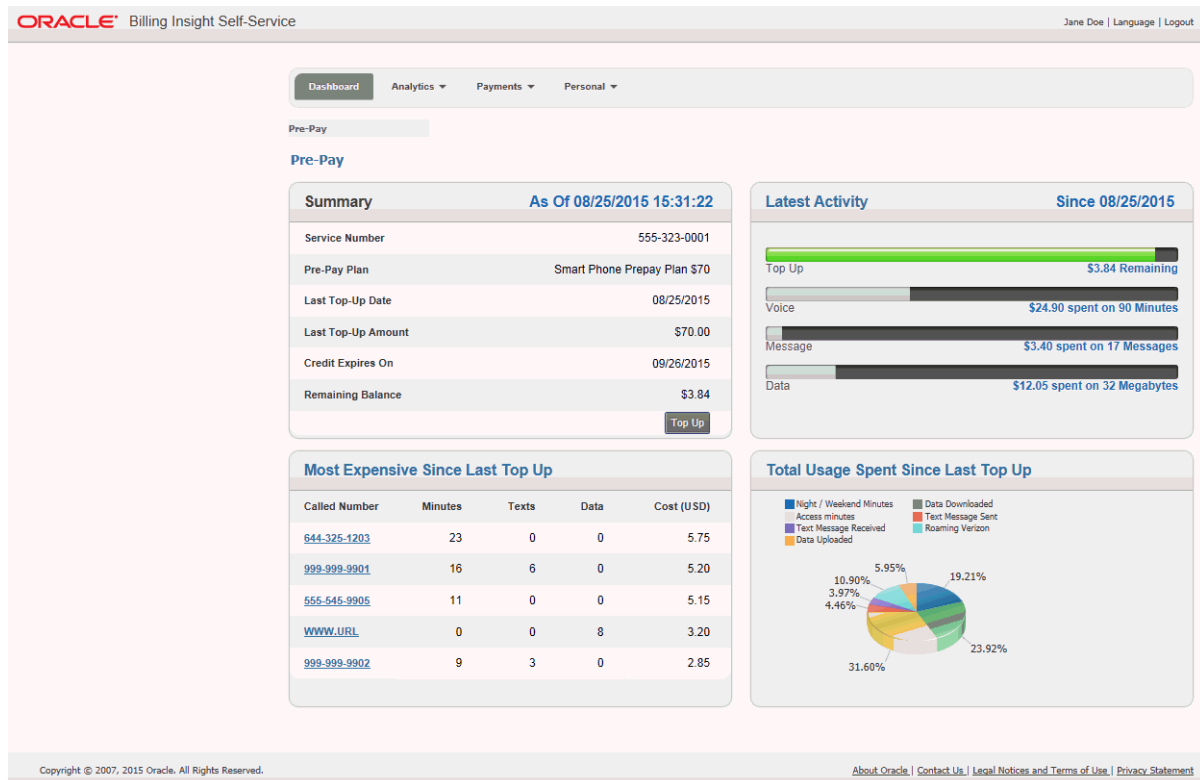 ORACLE® Billing Insight Self-Service
Jane Doe | Language | Logout
Dashboard Analytics Payments Personal
Pre-Pay
Pre-Pay
Summary As Of 08/25/2015 15:31:22
Service Number 555-323-0001
Pre-Pay Plan Smart Phone Prepay Plan $70
Last Top-Up Date 08/25/2015
Last Top-Up Amount $70.00
Credit Expires On 09/26/2015
Remaining Balance $3.84
Top Up
Latest Activity Since 08/25/2015
Top Up $3.84 Remaining
Voice $24.90 spent on 90 Minutes
Message $3.40 spent on 17 Messages
Data $12.05 spent on 32 Megabytes
Most Expensive Since Last Top Up
Called Number Minutes Texts Data Cost (USD)
644-325-1203 23 0 0 5.75
999-999-9901 16 6 0 5.20
555-545-9905 11 0 0 5.15
WWW.URL 0 0 8 3.20
999-999-9902 9 3 0 2.85
Total Usage Spent Since Last Top Up
Night / Weekend Minutes Data Downloaded
Access minutes Text Message Sent
Text Message Received Roaming Verizon
Data Uploaded
5.95%
19.21%
10.90%
3.97%
4.46%
23.92%
31.60%
Copyright © 2007, 2015 Oracle. All Rights Reserved.
About Oracle | Contact Us | Legal Notices and Terms of Use | Privacy Statement